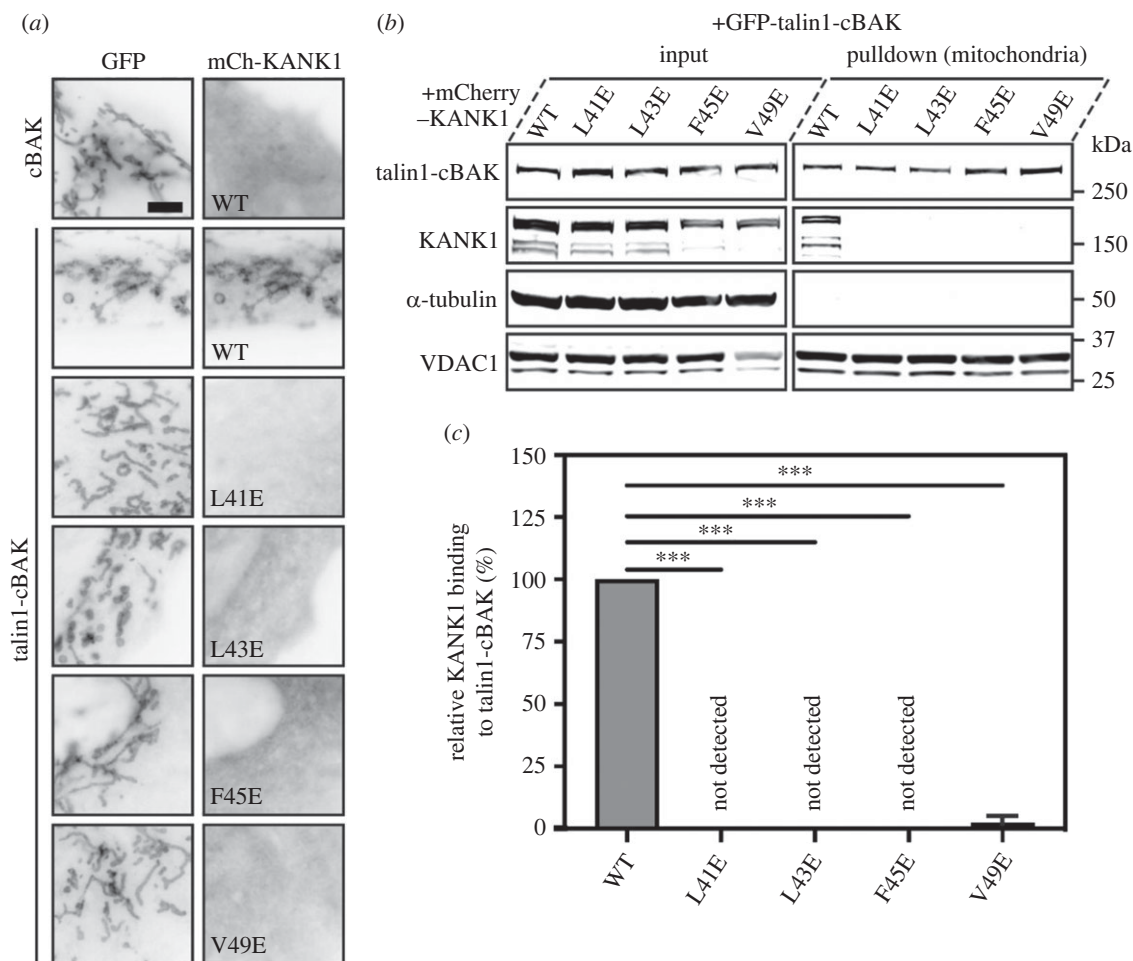 (a)
GFP mCh-KANK1
cBAK
WT
talin1-cBAK
WT
L41E
L43E
F45E
V49E
(b)
+GFP-talin1-cBAK
input pulldown (mitochondria)
+mCherry
–KANK1
WT L41E L43E F45E V49E WT L41E L43E F45E V49E
kDa
talin1-cBAK
250
KANK1
150
α-tubulin
50
VDAC1
37
25
(c)
relative KANK1 binding
to talin1-cBAK (%)
150
125
100
75
50
25
0
***
***
***
***
not detected
not detected
not detected
WT L41E L43E F45E V49E